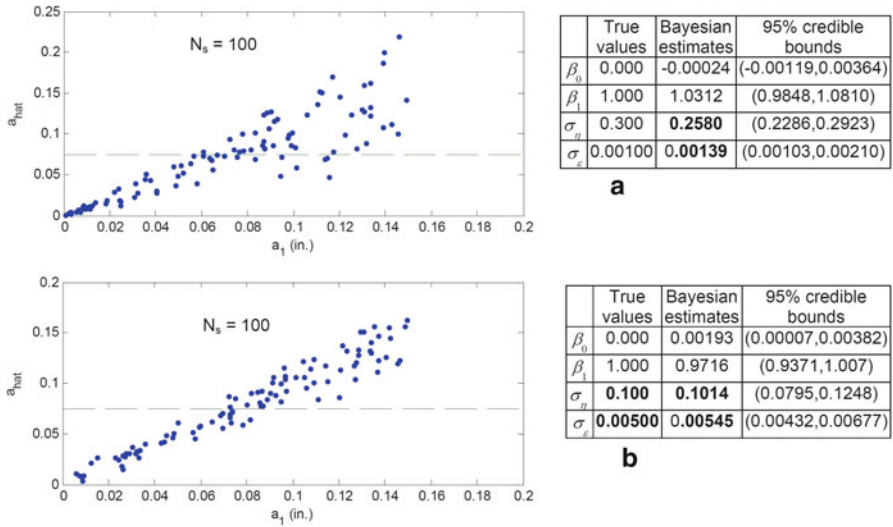 0.25
0.2
0.15
0.1
0.05
0
a_hat
N_s = 100
0 0.02 0.04 0.06 0.08 0.1 0.12 0.14 0.16 0.18 0.2
a_1 (in.)
True values Bayesian estimates 95% credible bounds
β_0 0.000 -0.00024 (-0.00119,0.00364)
β_1 1.000 1.0312 (0.9848,1.0810)
σ_η 0.300 0.2580 (0.2286,0.2923)
σ_ε 0.00100 0.00139 (0.00103,0.00210)
a
0.2
0.15
0.1
0.05
0
a_hat
N_s = 100
0 0.02 0.04 0.06 0.08 0.1 0.12 0.14 0.16 0.18 0.2
a_1 (in.)
True values Bayesian estimates 95% credible bounds
β_0 0.000 0.00193 (0.00007,0.00382)
β_1 1.000 0.9716 (0.9371,1.007)
σ_η 0.100 0.1014 (0.0795,0.1248)
σ_ε 0.00500 0.00545 (0.00432,0.00677)
b